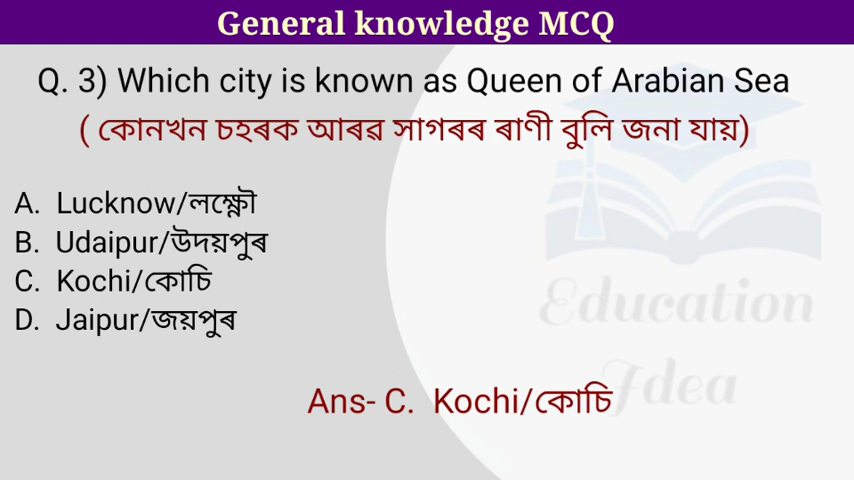 General knowledge MCQ
Q. 3) Which city is known as Queen of Arabian Sea
( কোনখন চহৰক আৰৱ সাগৰৰ ৰাণী বুলি জনা যায়)
A. Lucknow/লক্ষ্ণৌ
B. Udaipur/উদয়পুৰ
C. Kochi/কোচি
D. Jaipur/জয়পুৰ
Education
Idea
Ans- C. Kochi/কোচি